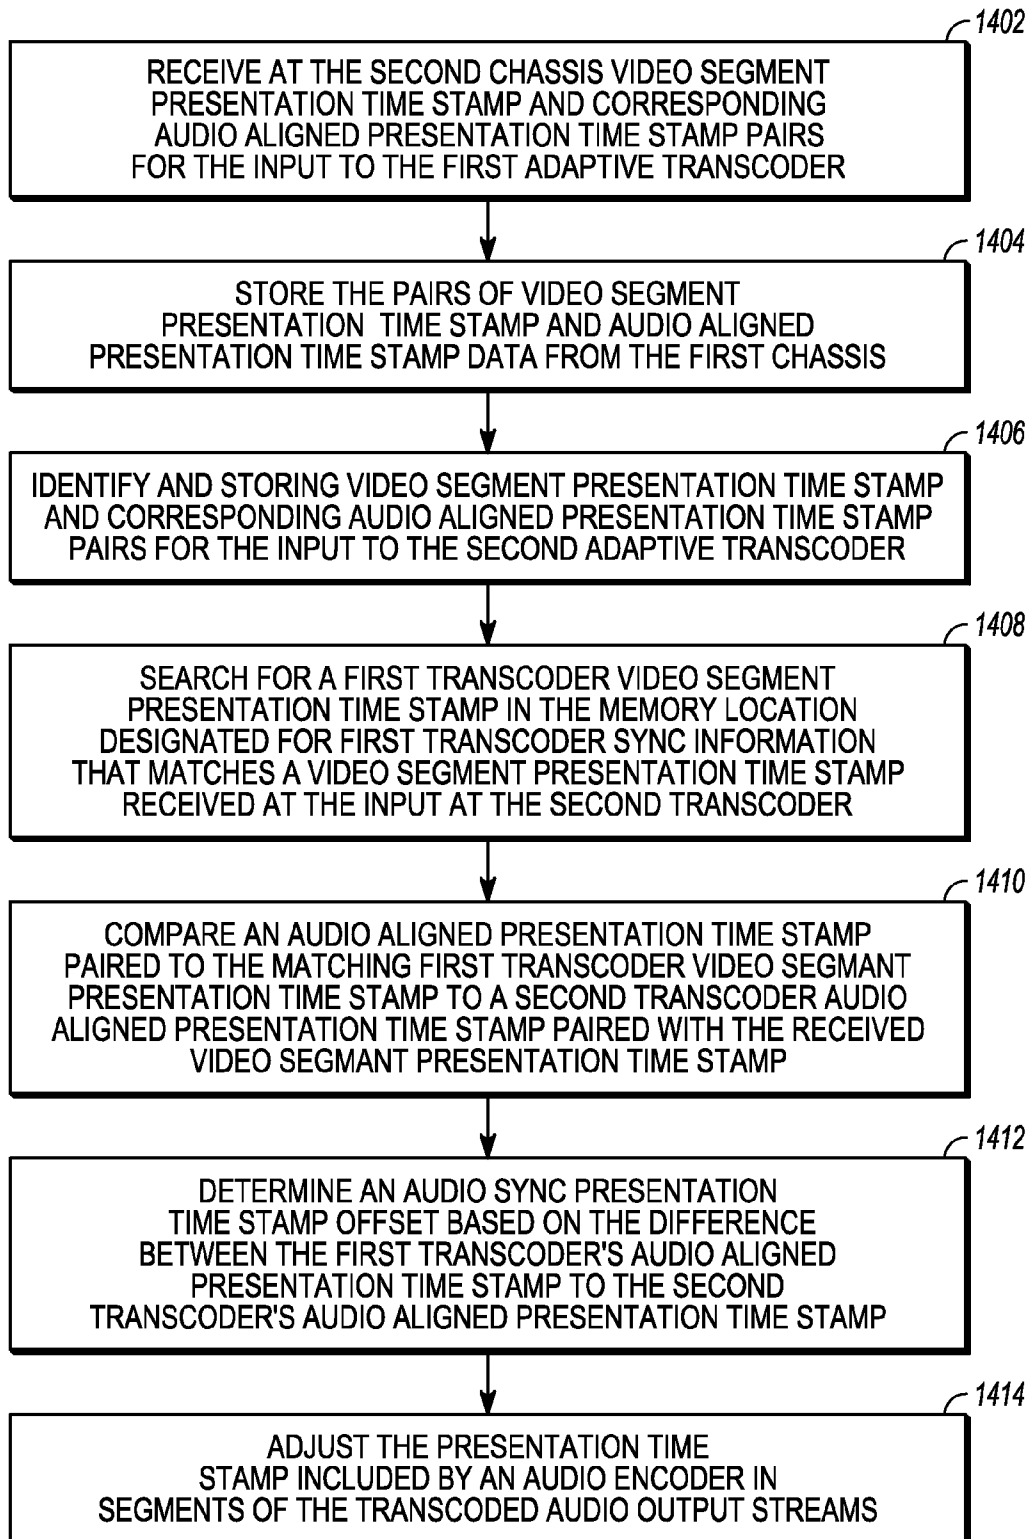 1402
RECEIVE AT THE SECOND CHASSIS VIDEO SEGMENT
PRESENTATION TIME STAMP AND CORRESPONDING
AUDIO ALIGNED PRESENTATION TIME STAMP PAIRS
FOR THE INPUT TO THE FIRST ADAPTIVE TRANSCODER
1404
STORE THE PAIRS OF VIDEO SEGMENT
PRESENTATION TIME STAMP AND AUDIO ALIGNED
PRESENTATION TIME STAMP DATA FROM THE FIRST CHASSIS
1406
IDENTIFY AND STORING VIDEO SEGMENT PRESENTATION TIME STAMP
AND CORRESPONDING AUDIO ALIGNED PRESENTATION TIME STAMP
PAIRS FOR THE INPUT TO THE SECOND ADAPTIVE TRANSCODER
1408
SEARCH FOR A FIRST TRANSCODER VIDEO SEGMENT
PRESENTATION TIME STAMP IN THE MEMORY LOCATION
DESIGNATED FOR FIRST TRANSCODER SYNC INFORMATION
THAT MATCHES A VIDEO SEGMENT PRESENTATION TIME STAMP
RECEIVED AT THE INPUT AT THE SECOND TRANSCODER
1410
COMPARE AN AUDIO ALIGNED PRESENTATION TIME STAMP
PAIRED TO THE MATCHING FIRST TRANSCODER VIDEO SEGMANT
PRESENTATION TIME STAMP TO A SECOND TRANSCODER AUDIO
ALIGNED PRESENTATION TIME STAMP PAIRED WITH THE RECEIVED
VIDEO SEGMANT PRESENTATION TIME STAMP
1412
DETERMINE AN AUDIO SYNC PRESENTATION
TIME STAMP OFFSET BASED ON THE DIFFERENCE
BETWEEN THE FIRST TRANSCODER'S AUDIO ALIGNED
PRESENTATION TIME STAMP TO THE SECOND
TRANSCODER'S AUDIO ALIGNED PRESENTATION TIME STAMP
1414
ADJUST THE PRESENTATION TIME
STAMP INCLUDED BY AN AUDIO ENCODER IN
SEGMENTS OF THE TRANSCODED AUDIO OUTPUT STREAMS